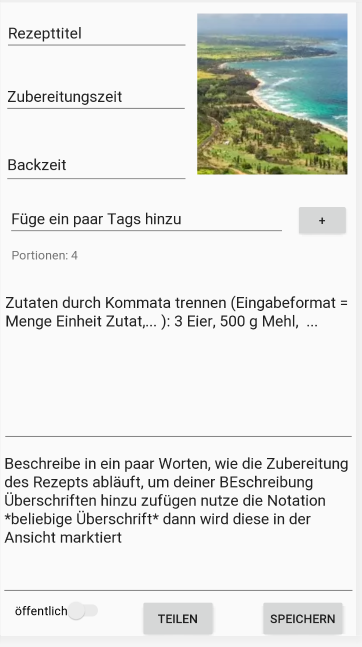 Rezepttitel
Zubereitungszeit
Backzeit
Füge ein paar Tags hinzu
+
Portionen: 4
Zutaten durch Kommata trennen (Eingabeformat =
Menge Einheit Zutat,... ): 3 Eier, 500 g Mehl,  ...
Beschreibe in ein paar Worten, wie die Zubereitung
des Rezepts abläuft, um deiner BEschreibung
Überschriften hinzu zufügen nutze die Notation
*beliebige Überschrift* dann wird diese in der
Ansicht marktiert
öffentlich
TEILEN
SPEICHERN